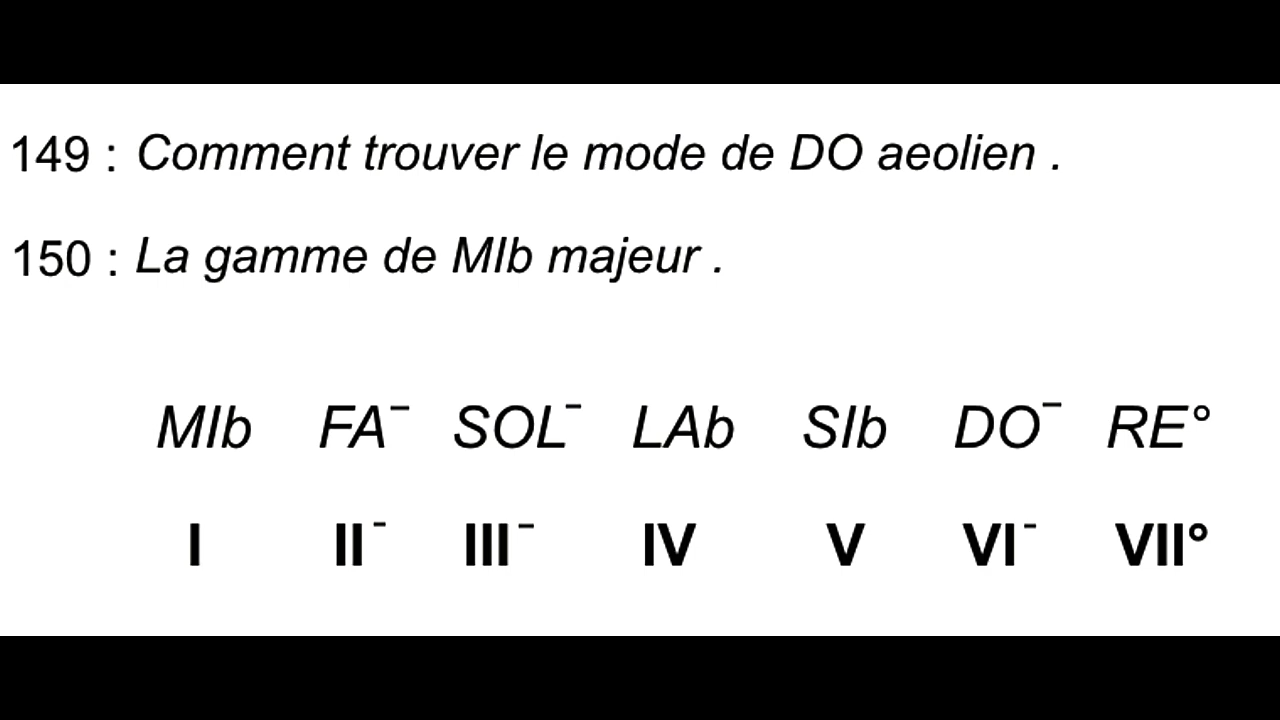 149 : Comment trouver le mode de DO aeolien .
150 : La gamme de MIb majeur .
MIb FA⁻ SOL⁻ LAb SIb DO⁻ RE°
I II⁻ III⁻ IV V VI⁻ VII°